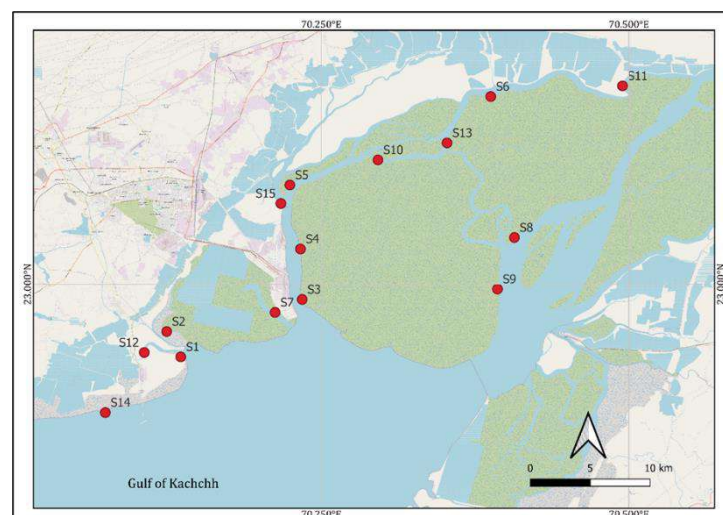 70.250°E 70.500°E
S11
S6
S13
S10
S5
S15
S8
S4
23.000°N 23.000°N
S9
S3
S7
S2
S12
S1
S14
Gulf of Kachchh
0 5 10 km
70.250°E 70.500°E